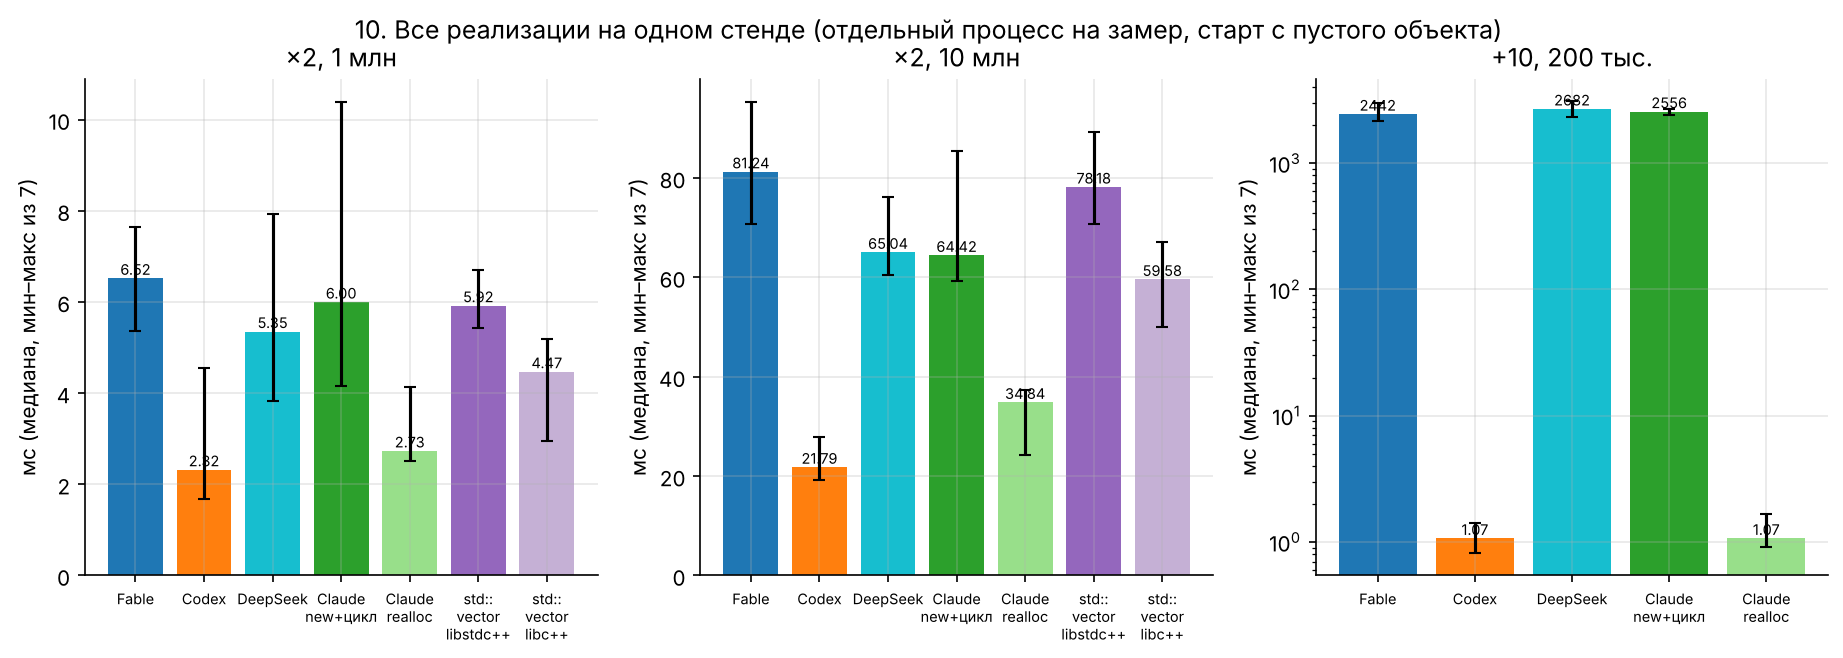 10. Все реализации на одном стенде (отдельный процесс на замер, старт с пустого объекта)
×2, 1 млн
мс (медиана, мин–макс из 7)
10
8
6
4
2
0
6.52
2.32
5.35
6.00
2.73
5.92
4.47
Fable
Codex
DeepSeek
Claude
new+цикл
Claude
realloc
std::
vector
libstdc++
std::
vector
libc++
×2, 10 млн
мс (медиана, мин–макс из 7)
80
60
40
20
0
81.24
21.79
65.04
64.42
34.84
78.18
59.58
Fable
Codex
DeepSeek
Claude
new+цикл
Claude
realloc
std::
vector
libstdc++
std::
vector
libc++
+10, 200 тыс.
мс (медиана, мин–макс из 7)
10³
10²
10¹
10⁰
2442
1.07
2682
2556
1.07
Fable
Codex
DeepSeek
Claude
new+цикл
Claude
realloc